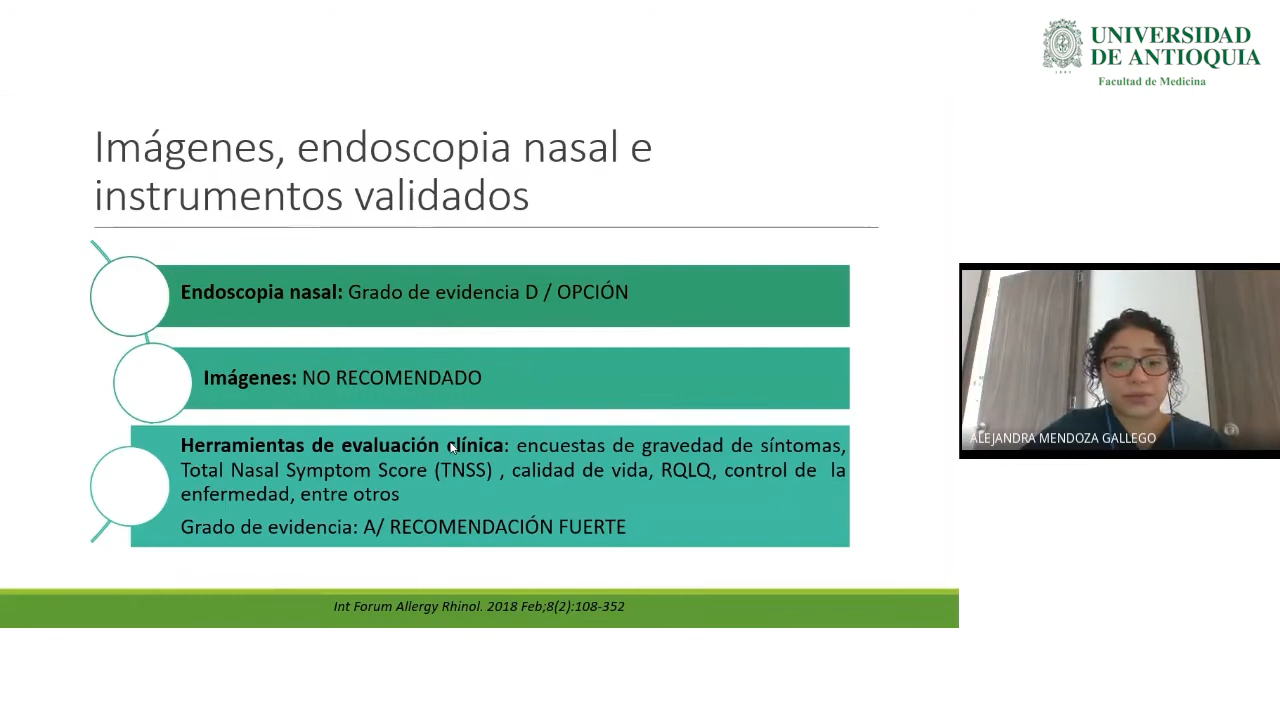 UNIVERSIDAD
DE ANTIOQUIA
Facultad de Medicina
Imágenes, endoscopia nasal e
instrumentos validados
Endoscopia nasal: Grado de evidencia D / OPCIÓN
Imágenes: NO RECOMENDADO
Herramientas de evaluación clínica: encuestas de gravedad de síntomas,
Total Nasal Symptom Score (TNSS) , calidad de vida, RQLQ, control de la
enfermedad, entre otros
Grado de evidencia: A/ RECOMENDACIÓN FUERTE
ALEJANDRA MENDOZA GALLEGO
Int Forum Allergy Rhinol. 2018 Feb;8(2):108-352